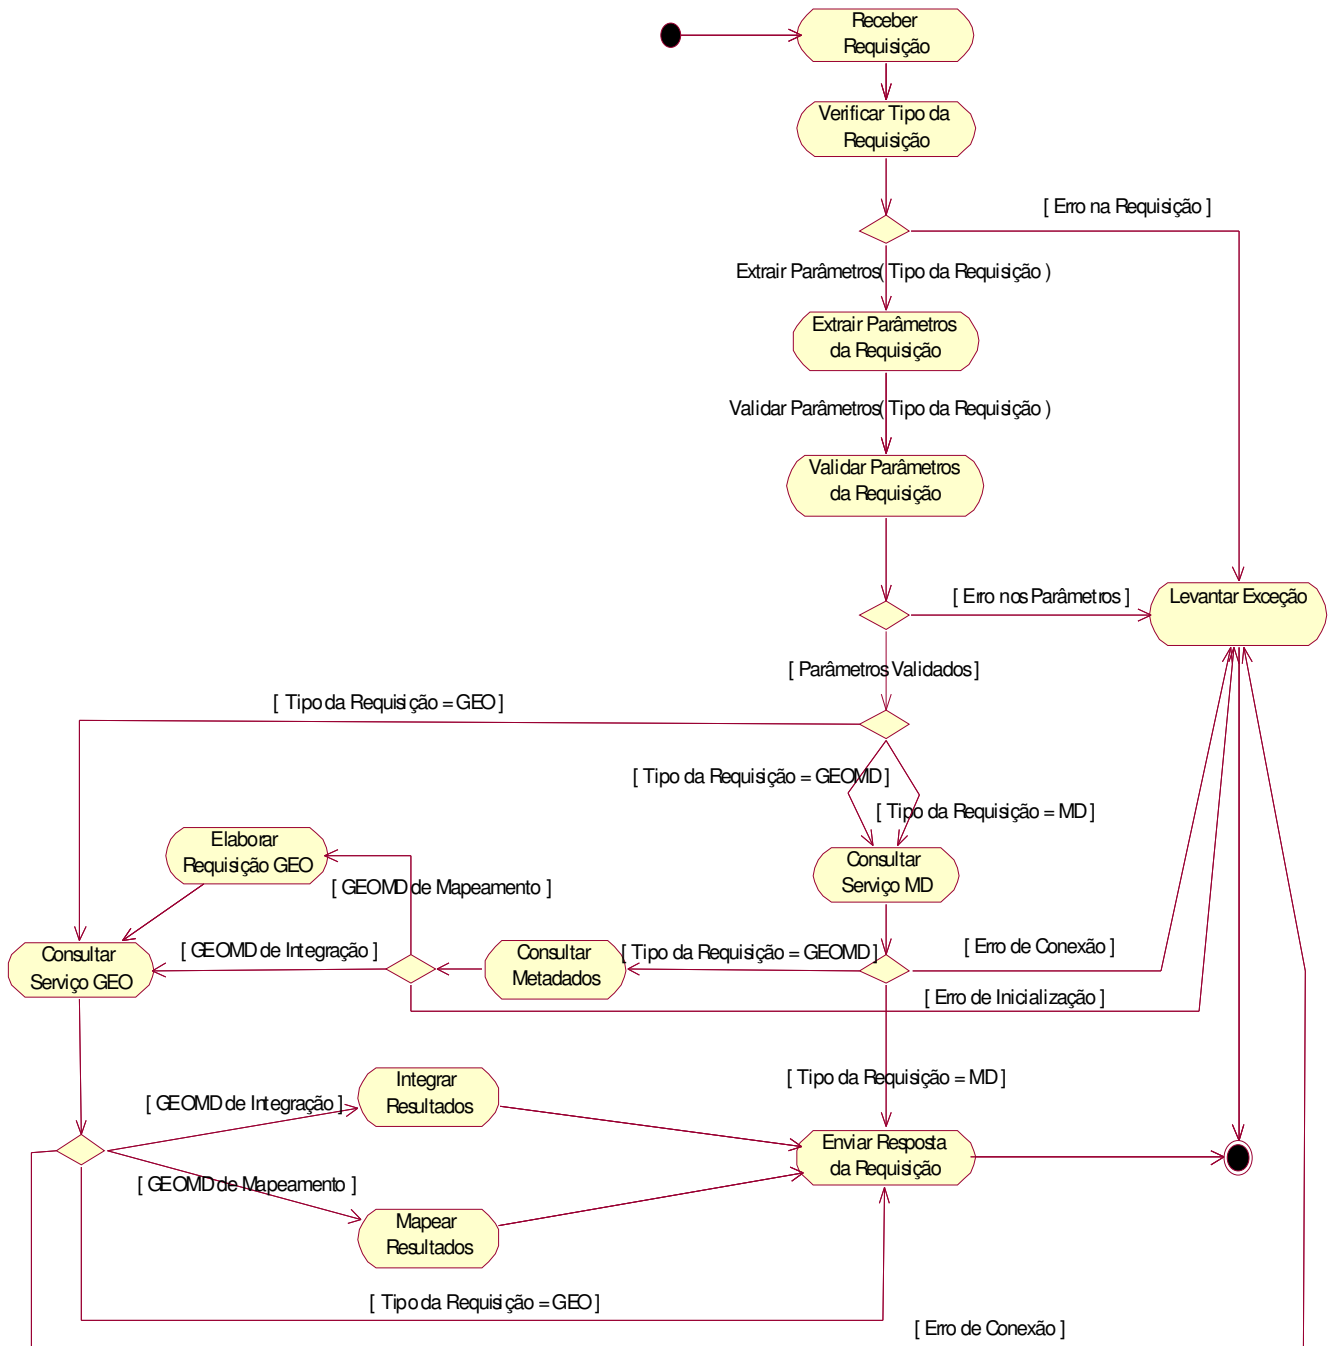 Receber
Requisição
Verificar Tipo da
Requisição
[ Erro na Requisição ]
Extrair Parâmetros( Tipo da Requisição )
Extrair Parâmetros
da Requisição
Validar Parâmetros( Tipo da Requisição )
Validar Parâmetros
da Requisição
[ Erro nos Parâmetros ]
Levantar Exceção
[ Parâmetros Validados ]
[ Tipo da Requisição = GEO ]
[ Tipo da Requisição = GEOMD ]
[ Tipo da Requisição = MD ]
Elaborar
Requisição GEO
Consultar
Serviço MD
[ GEOMD de Mapeamento ]
[ GEOMD de Integração ]
Consultar
Metadados
[ Tipo da Requisição = GEOMD ]
[ Erro de Conexão ]
Consultar
Serviço GEO
[ Erro de Inicialização ]
Integrar
Resultados
[ Tipo da Requisição = MD ]
[ GEOMD de Integração ]
Enviar Resposta
da Requisição
[ GEOMD de Mapeamento ]
Mapear
Resultados
[ Tipo da Requisição = GEO ]
[ Erro de Conexão ]